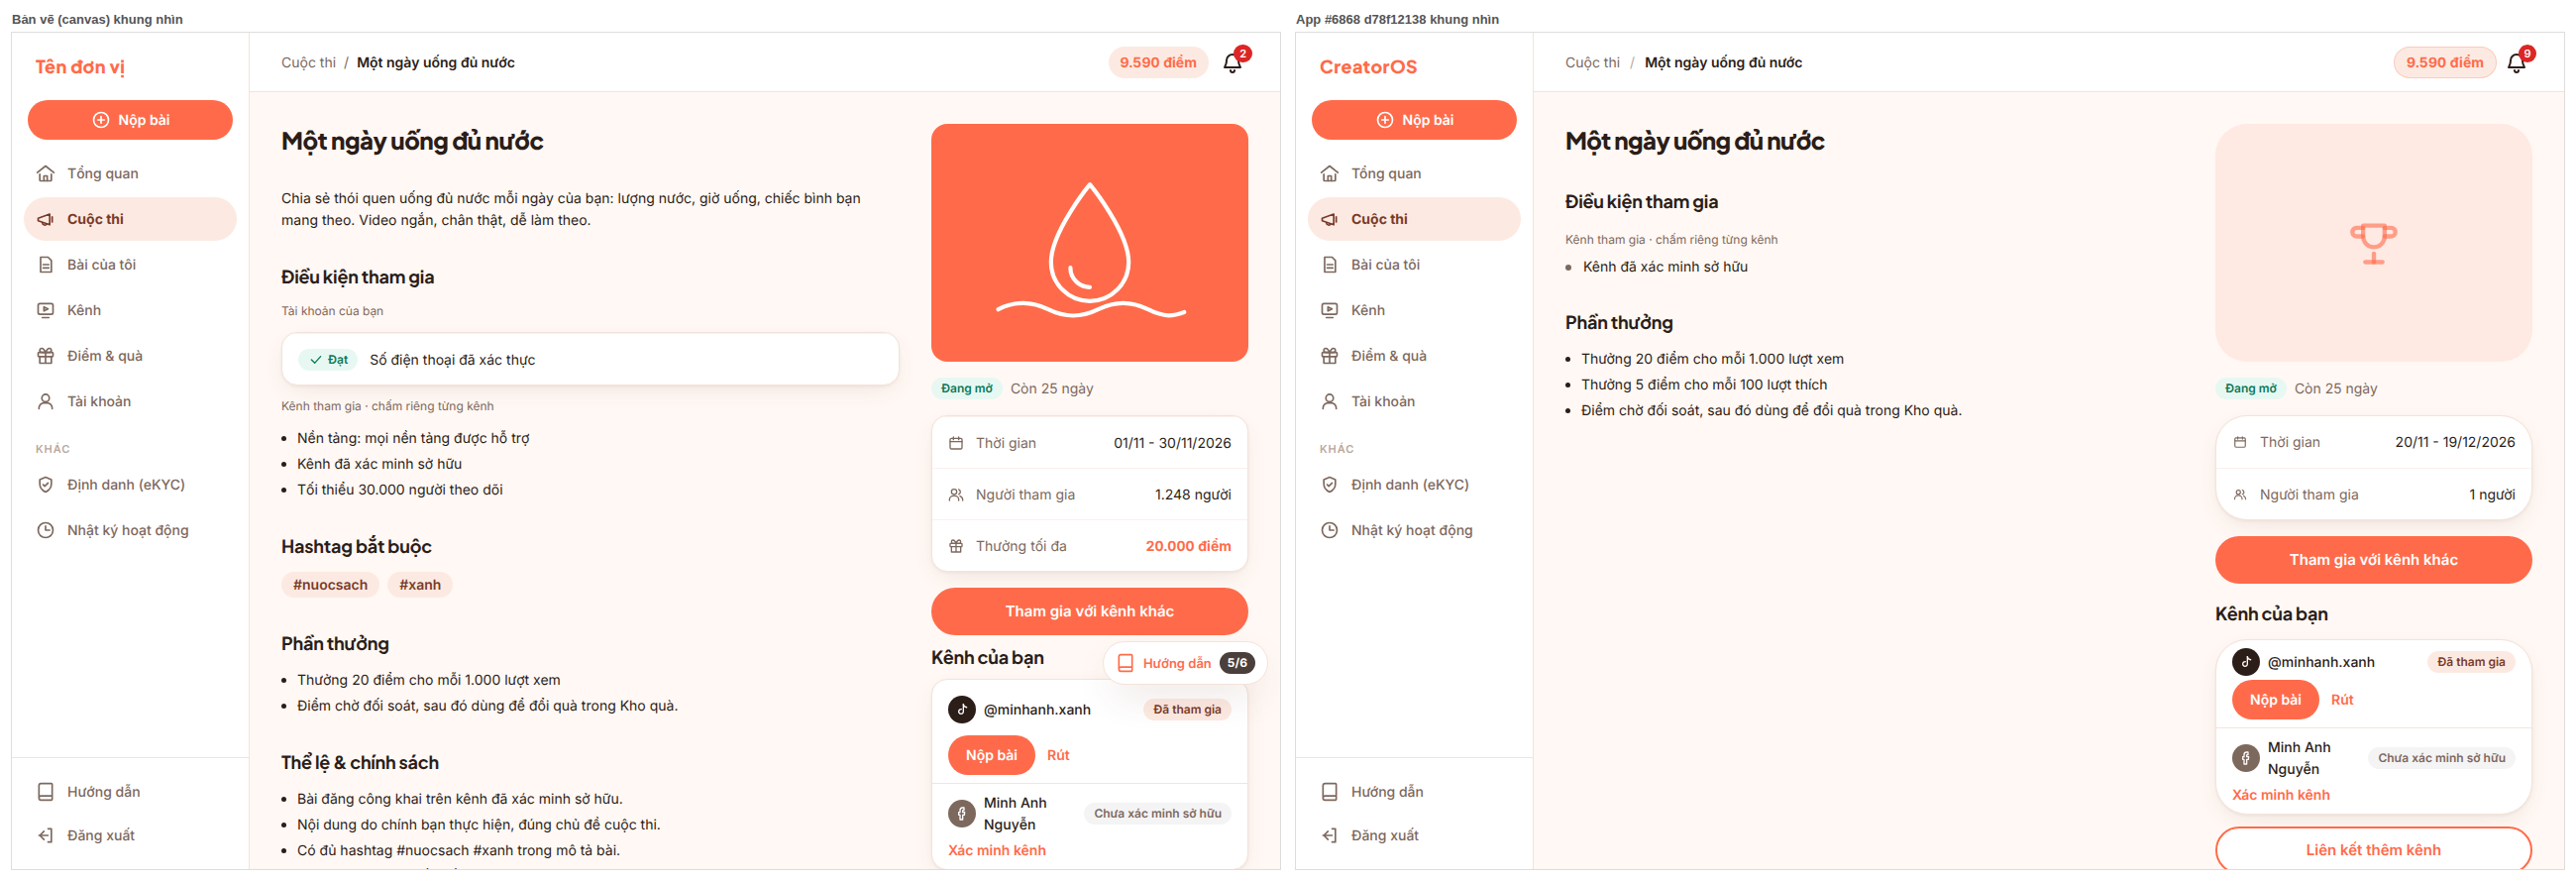 Bản vẽ (canvas) khung nhìn
Tên đơn vị
Nộp bài
Tổng quan
Cuộc thi
Bài của tôi
Kênh
Điểm & quà
Tài khoản
KHÁC
Định danh (eKYC)
Nhật ký hoạt động
Hướng dẫn
Đăng xuất
Cuộc thi / Một ngày uống đủ nước
9.590 điểm
2
Một ngày uống đủ nước
Chia sẻ thói quen uống đủ nước mỗi ngày của bạn: lượng nước, giờ uống, chiếc bình bạn
mang theo. Video ngắn, chân thật, dễ làm theo.
Điều kiện tham gia
Tài khoản của bạn
Đạt Số điện thoại đã xác thực
Kênh tham gia · chấm riêng từng kênh
• Nền tảng: mọi nền tảng được hỗ trợ
• Kênh đã xác minh sở hữu
• Tối thiểu 30.000 người theo dõi
Hashtag bắt buộc
#nuocsach #xanh
Phần thưởng
• Thưởng 20 điểm cho mỗi 1.000 lượt xem
• Điểm chờ đối soát, sau đó dùng để đổi quà trong Kho quà.
Thể lệ & chính sách
• Bài đăng công khai trên kênh đã xác minh sở hữu.
• Nội dung do chính bạn thực hiện, đúng chủ đề cuộc thi.
• Có đủ hashtag #nuocsach #xanh trong mô tả bài.
Đang mở Còn 25 ngày
Thời gian 01/11 - 30/11/2026
Người tham gia 1.248 người
Thưởng tối đa 20.000 điểm
Tham gia với kênh khác
Kênh của bạn
Hướng dẫn 5/6
@minhanh.xanh Đã tham gia
Nộp bài Rút
Minh Anh
Nguyễn
Chưa xác minh sở hữu
Xác minh kênh
App #6868 d78f12138 khung nhìn
CreatorOS
Nộp bài
Tổng quan
Cuộc thi
Bài của tôi
Kênh
Điểm & quà
Tài khoản
KHÁC
Định danh (eKYC)
Nhật ký hoạt động
Hướng dẫn
Đăng xuất
Cuộc thi / Một ngày uống đủ nước
9.590 điểm
9
Một ngày uống đủ nước
Điều kiện tham gia
Kênh tham gia · chấm riêng từng kênh
• Kênh đã xác minh sở hữu
Phần thưởng
• Thưởng 20 điểm cho mỗi 1.000 lượt xem
• Thưởng 5 điểm cho mỗi 100 lượt thích
• Điểm chờ đối soát, sau đó dùng để đổi quà trong Kho quà.
Đang mở Còn 25 ngày
Thời gian 20/11 - 19/12/2026
Người tham gia 1 người
Tham gia với kênh khác
Kênh của bạn
@minhanh.xanh Đã tham gia
Nộp bài Rút
Minh Anh
Nguyễn
Chưa xác minh sở hữu
Xác minh kênh
Liên kết thêm kênh